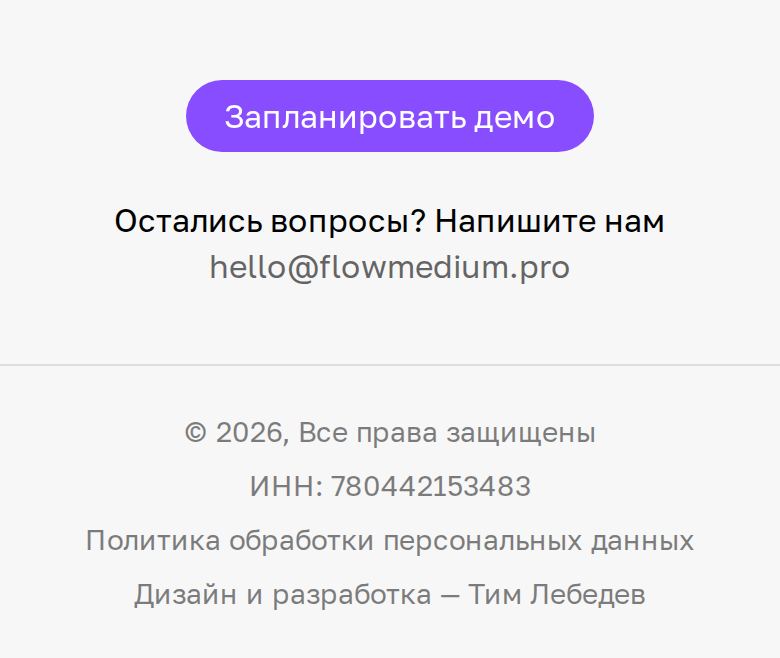 Запланировать демо
Остались вопросы? Напишите нам
hello@flowmedium.pro
© 2026, Все права защищены
ИНН: 780442153483
Политика обработки персональных данных
Дизайн и разработка — Тим Лебедев